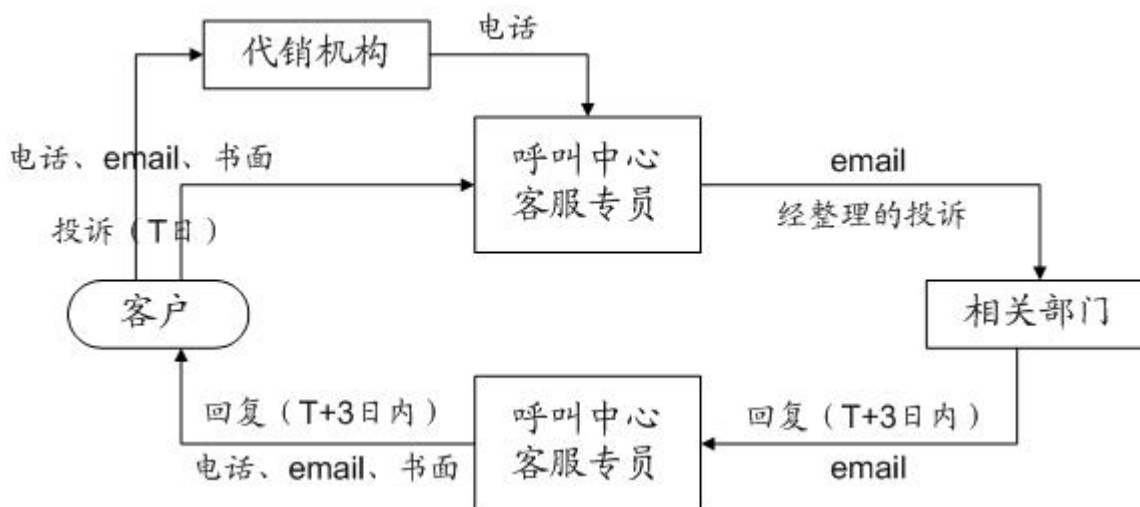 代销机构
电话
电话、email、书面
投诉（T日）
呼叫中心
客服专员
email
经整理的投诉
客户
相关部门
回复（T+3日内）
电话、email、书面
呼叫中心
客服专员
回复（T+3日内）
email